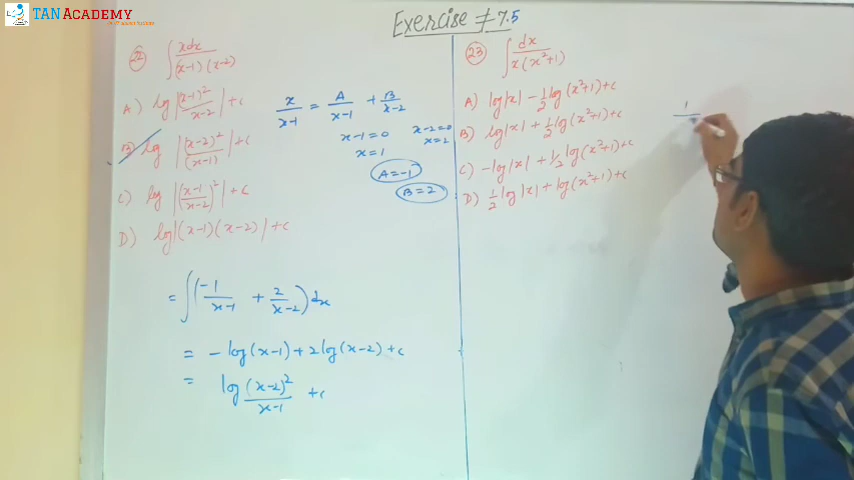 TAN ACADEMY
Exercise ≠ 7.5
22 ∫ xdx / (x-1)(x-2)
A) log |(x-1)² / x-2| + c
B) log |(x-2)² / (x-1)| + c
C) log |(x-1 / x-2)²| + c
D) log|(x-1)(x-2)| + c
x / x-1 = A / x-1 + B / x-2
x-1=0 x-2=0
x=1 x=2
A=-1
B=2
= ∫(-1 / x-1 + 2 / x-2) dx
= -log(x-1) + 2log(x-2) + c
= log (x-2)² / x-1 + c
23 ∫ dx / x(x²+1)
A) log|x| - 1/2 log(x²+1) + c
B) log|x| + 1/2 log(x²+1) + c
C) -log|x| + 1/2 log(x²+1) + c
D) 1/2 log|x| + log(x²+1) + c
1